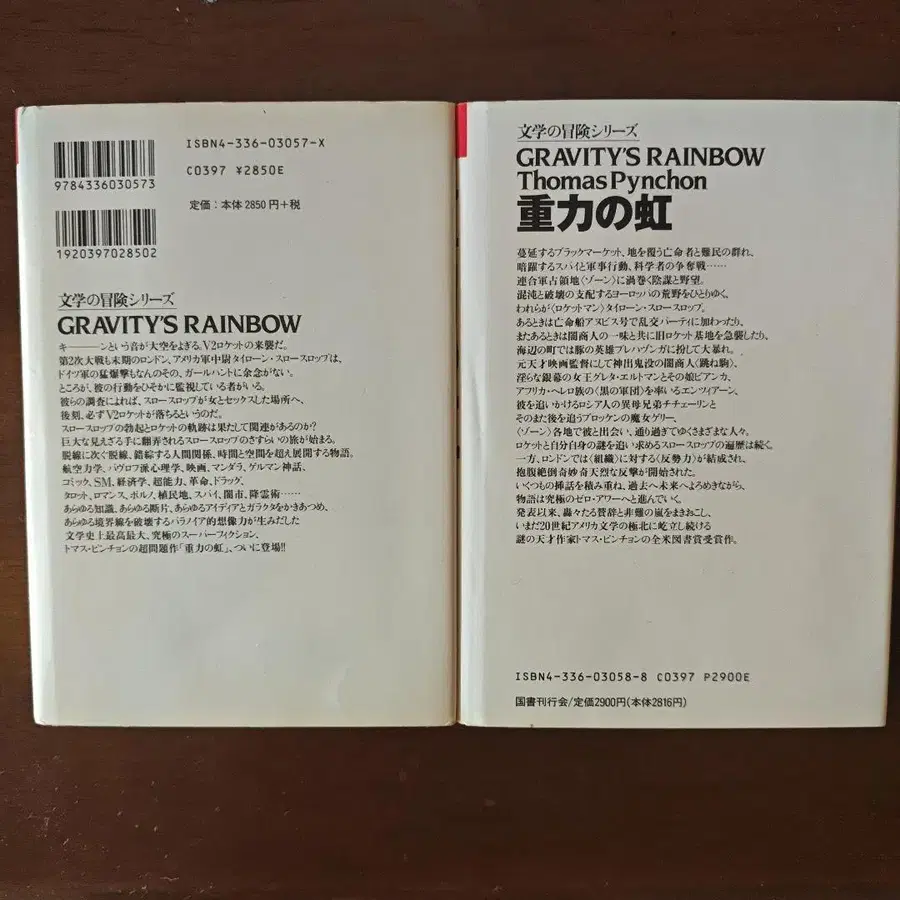 ISBN4-336-03057-X
C0397 ¥2850E
9784336030573
定価：本体2850円+税
1920397028502
文学の冒険シリーズ
GRAVITY'S RAINBOW
キ———ンという音が大空をよぎる。V2ロケットの来襲だ。
第2次大戦も末期のロンドン、アメリカ軍中尉タイローン・スロースロップは、
ドイツ軍の猛爆撃もなんのその、ガールハントに余念がない。
ところが、彼の行動をひそかに監視している者がいる。
彼らの調査によれば、スロースロップが女とセックスした場所へ、
後刻、必ずV2ロケットが落ちるというのだ。
スロースロップの勃起とロケットの軌跡は果たして関連があるのか?
巨大な見えざる手に翻弄されるスロースロップのさすらいの旅が始まる。
脱線に次ぐ脱線、錯綜する人間関係、時間と空間を超え展開する物語。
航空力学、パヴロフ派心理学、映画、マンダラ、ゲルマン神話、
コミック、SM、経済学、超能力、革命、ドラッグ、
タロット、ロマンス、ポルノ、植民地、スパイ、闇市、降霊術……
あらゆる知識、あらゆる断片、あらゆるアイディアとガラクタをかきあつめ、
あらゆる境界線を破壊するパラノイア的想像力が生みだした
文学史上最高最大、究極のスーパーフィクション、
トマス・ピンチョンの超問題作「重力の虹」、ついに登場!!
文学の冒険シリーズ
GRAVITY'S RAINBOW
Thomas Pynchon
重力の虹
蔓延するブラックマーケット、地を覆う亡命者と難民の群れ、
暗躍するスパイと軍事行動、科学者の争奪戦……
連合軍占領地〈ゾーン〉に渦巻く陰謀と野望。
混沌と破壊の支配するヨーロッパの荒野をひとりゆく、
われらが〈ロケットマン〉タイローン・スロースロップ。
あるときは亡命船アヌビス号で乱交パーティに加わったり、
またあるときは闇商人の一味と共に旧ロケット基地を急襲したり、
海辺の町では豚の英雄プレハヅンガに扮して大暴れ。
元天才映画監督にして神出鬼没の闇商人〈跳ね駒〉、
淫らな銀幕の女王グレタ・エルトマンとその娘ビアンカ、
アフリカ・ヘレロ族の〈黒の軍団〉を率いるエンツィアーン、
彼を追いかけるロシア人の異母兄弟チチェーリンと
そのまた後を追うブロッケンの魔女ゲリー、
〈ゾーン〉各地で彼と出会い、通り過ぎてゆくさまざまな人々。
ロケットと自分自身の謎を追い求めるスロースロップの遍歴は続く。
一方、ロンドンでは〈組織〉に対する〈反勢力〉が結成され、
抱腹絶倒奇妙奇天烈な反撃が開始された。
いくつもの挿話を積み重ね、過去へ未来へよろめきながら、
物語は究極のゼロ・アワーへと進んでいく。
発表以来、轟々たる賛辞と非難の嵐をまきおこし、
いまだ20世紀アメリカ文学の極北に屹立し続ける
謎の天才作家トマス・ピンチョンの全米図書賞受賞作。
ISBN4-336-03058-8 C0397 P2900E
国書刊行会/定価2900円(本体2816円)